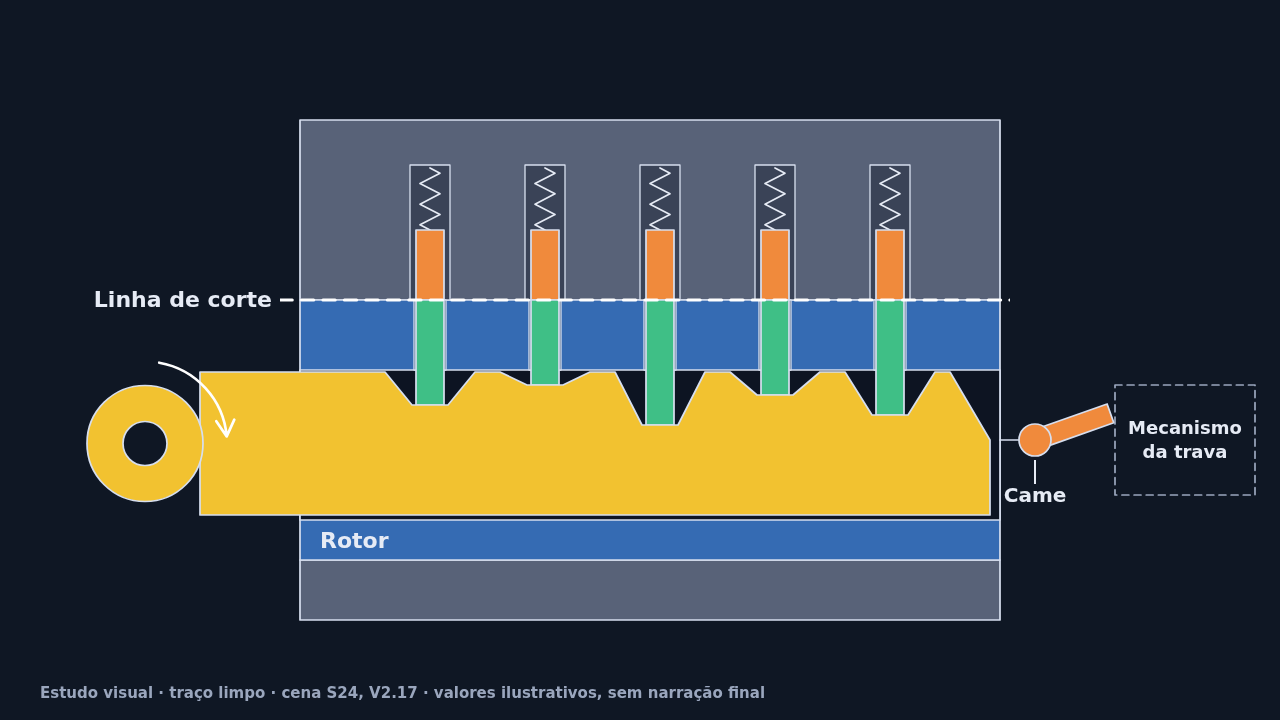 Linha de corte
Mecanismo
da trava
Came
Rotor
Estudo visual · traço limpo · cena S24, V2.17 · valores ilustrativos, sem narração final